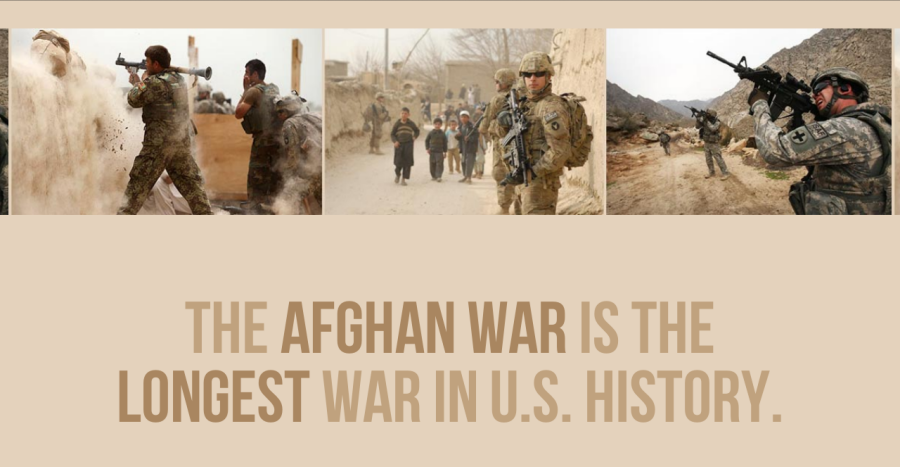 THE AFGHAN WAR IS THE
LONGEST WAR IN U.S. HISTORY.